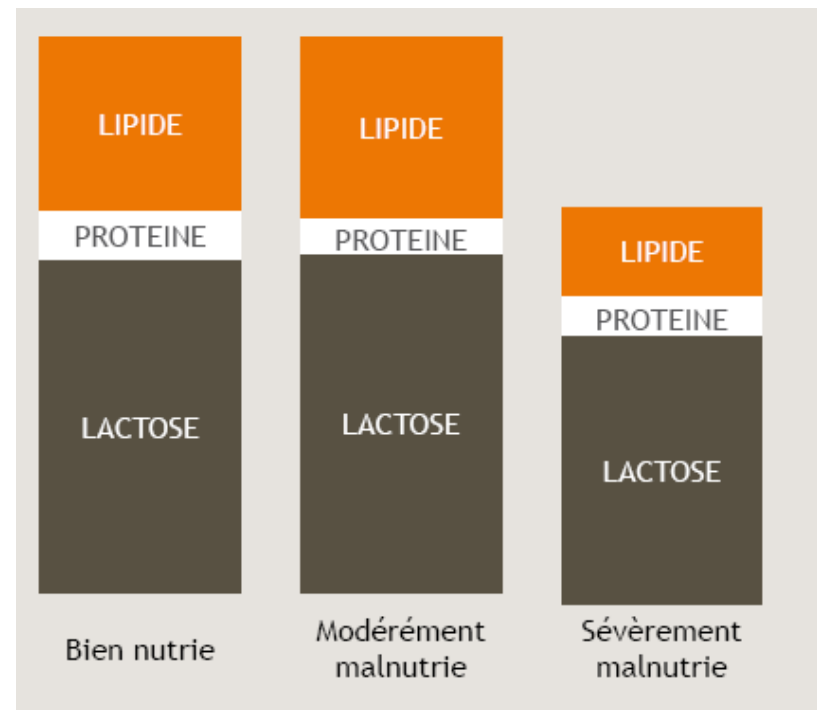 LIPIDE
PROTEINE
LACTOSE
Bien nutrie
LIPIDE
PROTEINE
LACTOSE
Modérément
malnutrie
LIPIDE
PROTEINE
LACTOSE
Sévèrement
malnutrie